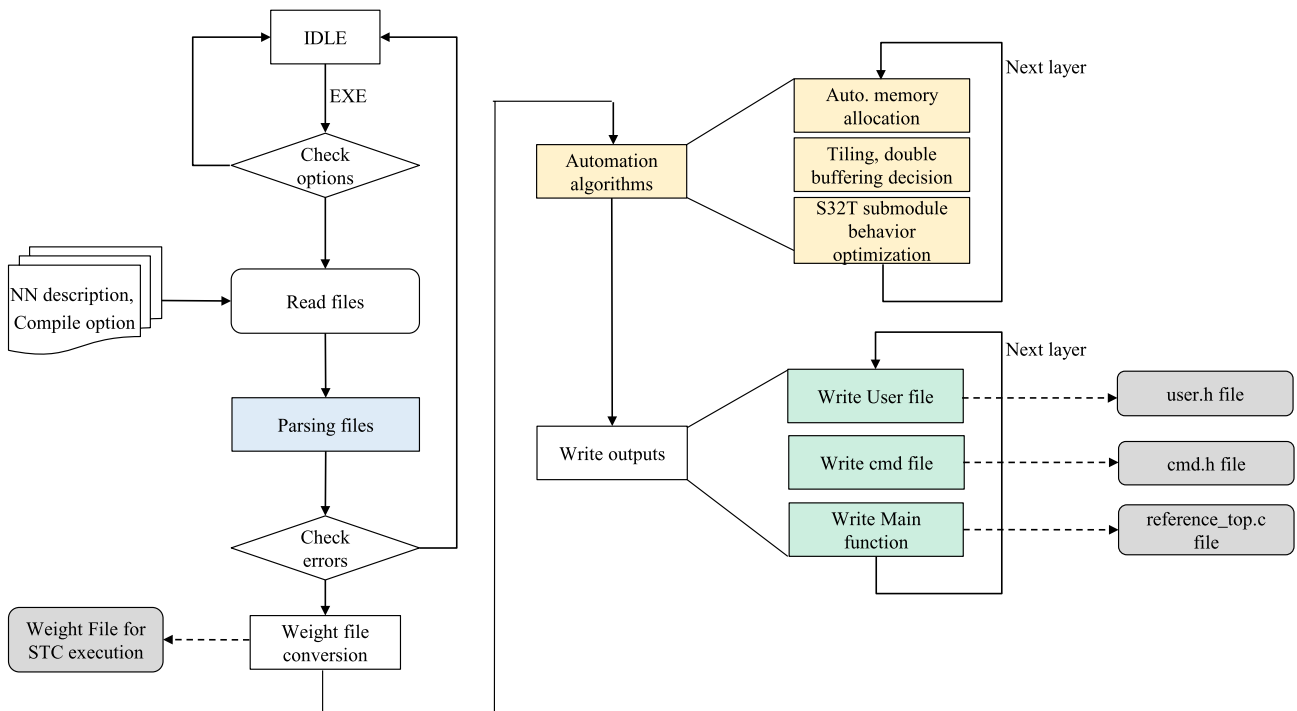 IDLE
EXE
Check
options
NN description,
Compile option
Read files
Parsing files
Check
errors
Weight File for
STC execution
Weight file
conversion
Automation
algorithms
Next layer
Auto. memory
allocation
Tiling, double
buffering decision
S32T submodule
behavior
optimization
Write outputs
Next layer
Write User file
user.h file
Write cmd file
cmd.h file
Write Main
function
reference_top.c
file